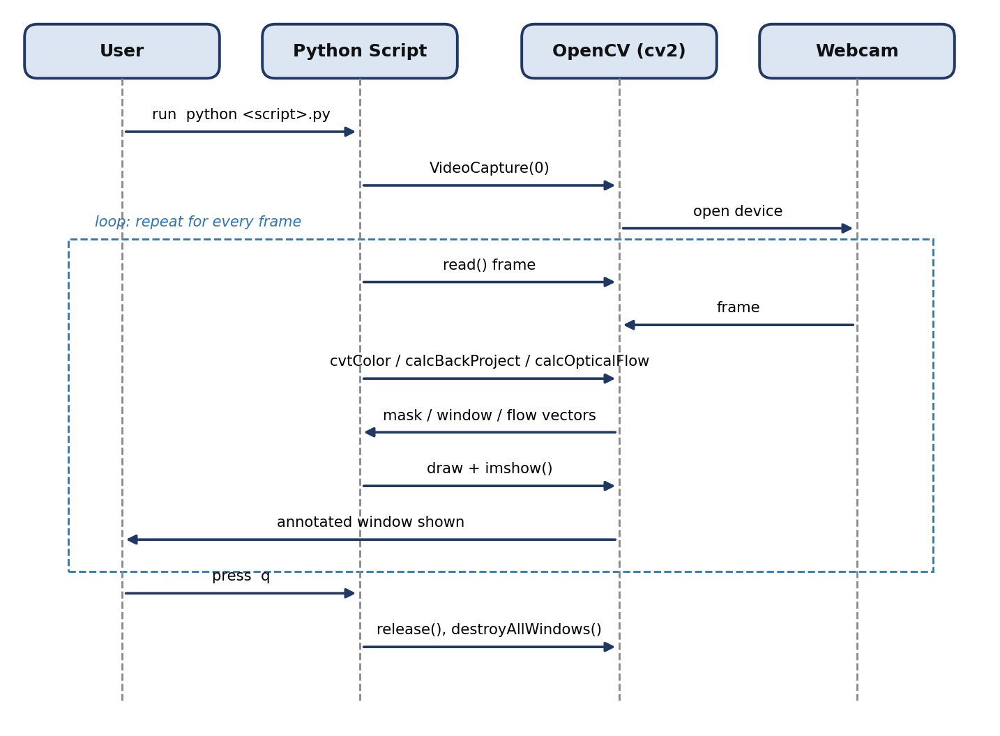 User
Python Script
OpenCV (cv2)
Webcam
run  python <script>.py
VideoCapture(0)
open device
loop: repeat for every frame
read() frame
frame
cvtColor / calcBackProject / calcOpticalFlow
mask / window / flow vectors
draw + imshow()
annotated window shown
press  q
release(), destroyAllWindows()